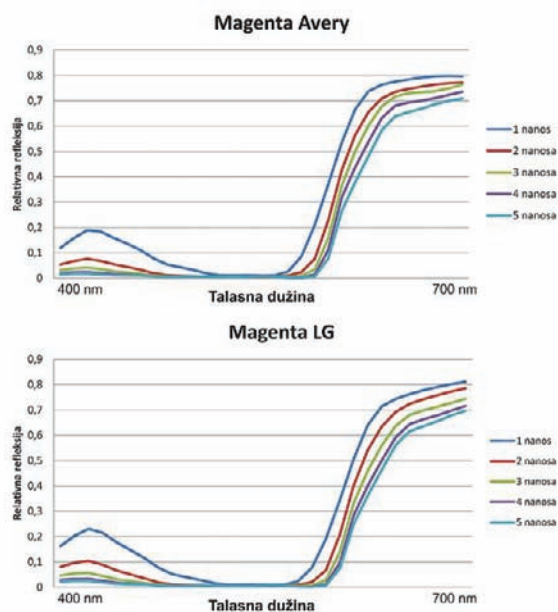 Magenta Avery
Relativna refleksija
0,9
0,8
0,7
0,6
0,5
0,4
0,3
0,2
0,1
0
400 nm
Talasna dužina
700 nm
1 nanos
2 nanosa
3 nanosa
4 nanosa
5 nanosa
Magenta LG
Relativna refleksija
0,9
0,8
0,7
0,6
0,5
0,4
0,3
0,2
0,1
0
400 nm
Talasna dužina
700 nm
1 nanos
2 nanosa
3 nanosa
4 nanosa
5 nanosa